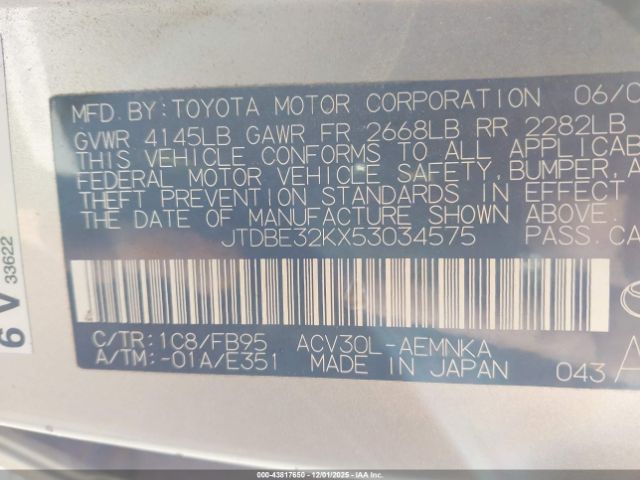 MFD. BY: TOYOTA MOTOR CORPORATION 06/0
GVWR 4145LB GAWR FR 2668LB RR 2282LB
THIS VEHICLE CONFORMS TO ALL APPLICAB
FEDERAL MOTOR VEHICLE SAFETY, BUMPER, A
THEFT PREVENTION STANDARDS IN EFFECT
THE DATE OF MANUFACTURE SHOWN ABOVE.
JTDBE32KX53034575 PASS. CA
C/TR: 1C8/FB95 ACV30L-AEMNKA
A/TM: -01A/E351 MADE IN JAPAN 043 A
6 V
33622
Owner: 43817650 - 12/01/2025 - IAA Inc.